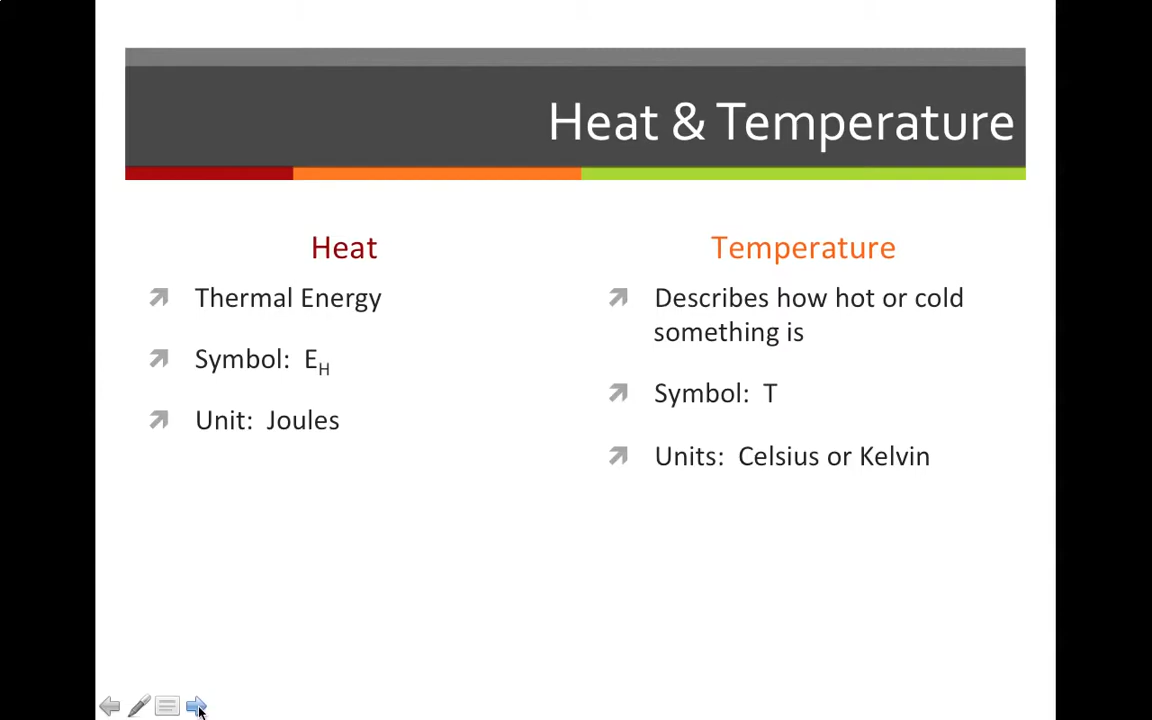 Heat & Temperature
Heat
Thermal Energy
Symbol: E_H
Unit: Joules
Temperature
Describes how hot or cold
something is
Symbol: T
Units: Celsius or Kelvin